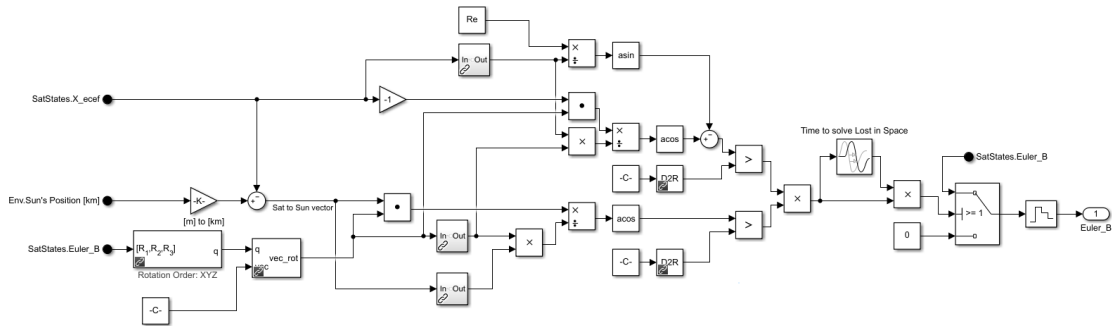 Re
In Out
×
÷
asin
SatStates.X_ecef
-1
•
×
×
÷
acos
+
−
-C-
D2R
>
Time to solve Lost in Space
SatStates.Euler_B
Env.Sun's Position [km]
-K-
[m] to [km]
+
−
Sat to Sun vector
•
×
÷
acos
>
×
×
>= 1
1
Euler_B
SatStates.Euler_B
[R1,R2,R3]
q
Rotation Order: XYZ
q
vec
vec_rot
In Out
×
-C-
D2R
0
-C-
In Out